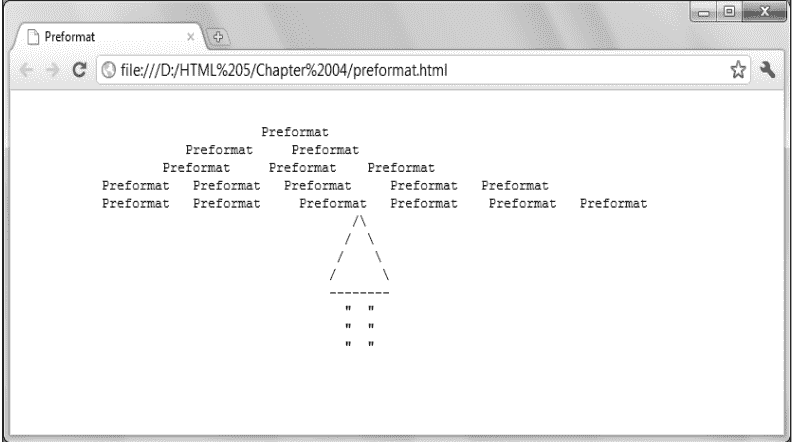 Preformat
file:///D:/HTML%205/Chapter%2004/preformat.html
Preformat
Preformat Preformat
Preformat Preformat Preformat
Preformat Preformat Preformat Preformat Preformat
Preformat Preformat Preformat Preformat Preformat Preformat
/\
/ \
/ \
/ \
--------
" "
" "
" "